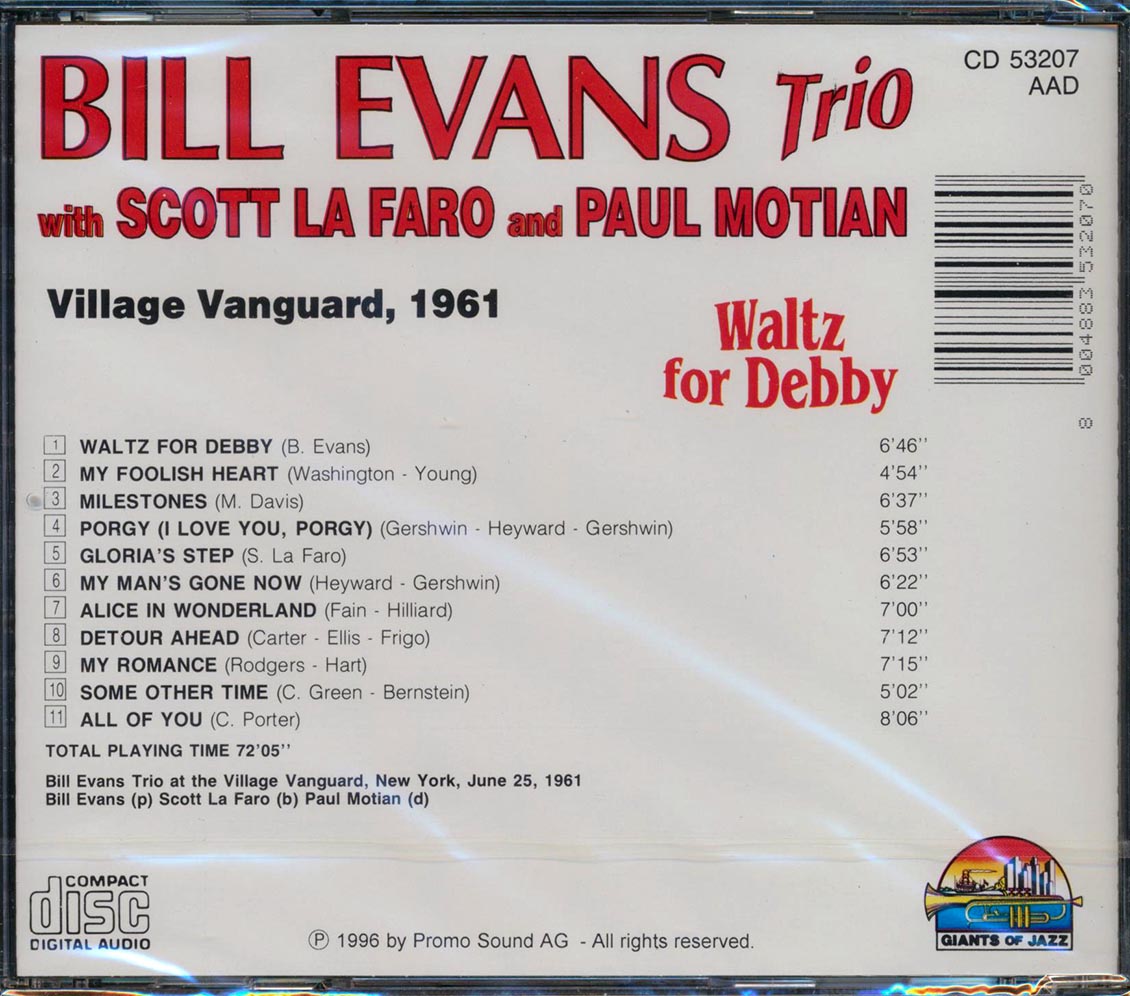 BILL EVANS Trio
CD 53207
AAD
with SCOTT LA FARO and PAUL MOTIAN
Village Vanguard, 1961
Waltz
for Debby
8 004883 532070
1 WALTZ FOR DEBBY (B. Evans) 6'46''
2 MY FOOLISH HEART (Washington - Young) 4'54''
3 MILESTONES (M. Davis) 6'37''
4 PORGY (I LOVE YOU, PORGY) (Gershwin - Heyward - Gershwin) 5'58''
5 GLORIA'S STEP (S. La Faro) 6'53''
6 MY MAN'S GONE NOW (Heyward - Gershwin) 6'22''
7 ALICE IN WONDERLAND (Fain - Hilliard) 7'00''
8 DETOUR AHEAD (Carter - Ellis - Frigo) 7'12''
9 MY ROMANCE (Rodgers - Hart) 7'15''
10 SOME OTHER TIME (C. Green - Bernstein) 5'02''
11 ALL OF YOU (C. Porter) 8'06''
TOTAL PLAYING TIME 72'05''
Bill Evans Trio at the Village Vanguard, New York, June 25, 1961
Bill Evans (p) Scott La Faro (b) Paul Motian (d)
COMPACT
disc
DIGITAL AUDIO
℗ 1996 by Promo Sound AG - All rights reserved.
GIANTS OF JAZZ